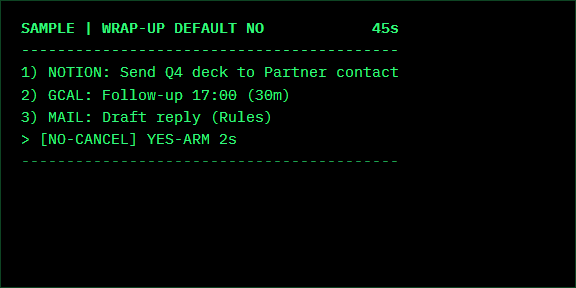 SAMPLE | WRAP-UP DEFAULT NO 45s
------------------------------------------
1) NOTION: Send Q4 deck to Partner contact
2) GCAL: Follow-up 17:00 (30m)
3) MAIL: Draft reply (Rules)
> [NO-CANCEL] YES-ARM 2s
------------------------------------------